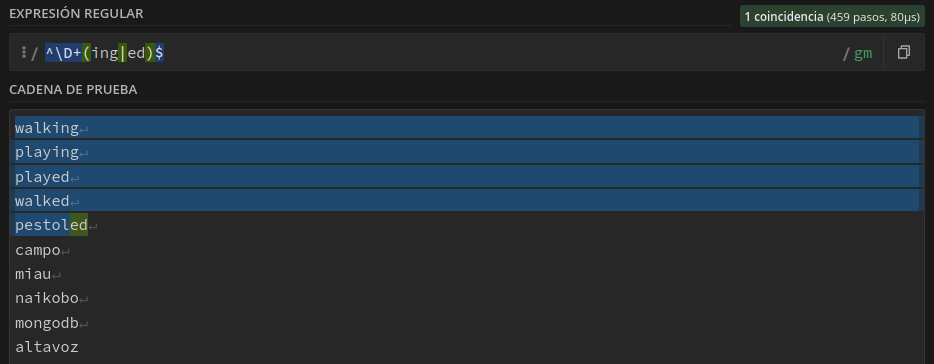 EXPRESIÓN REGULAR 1 coincidencia (459 pasos, 80µs)
/ ^\D+(ing|ed)$ / gm
CADENA DE PRUEBA
walking↵
playing↵
played↵
walked↵
pestoled↵
campo↵
miau↵
naikobo↵
mongodb↵
altavoz